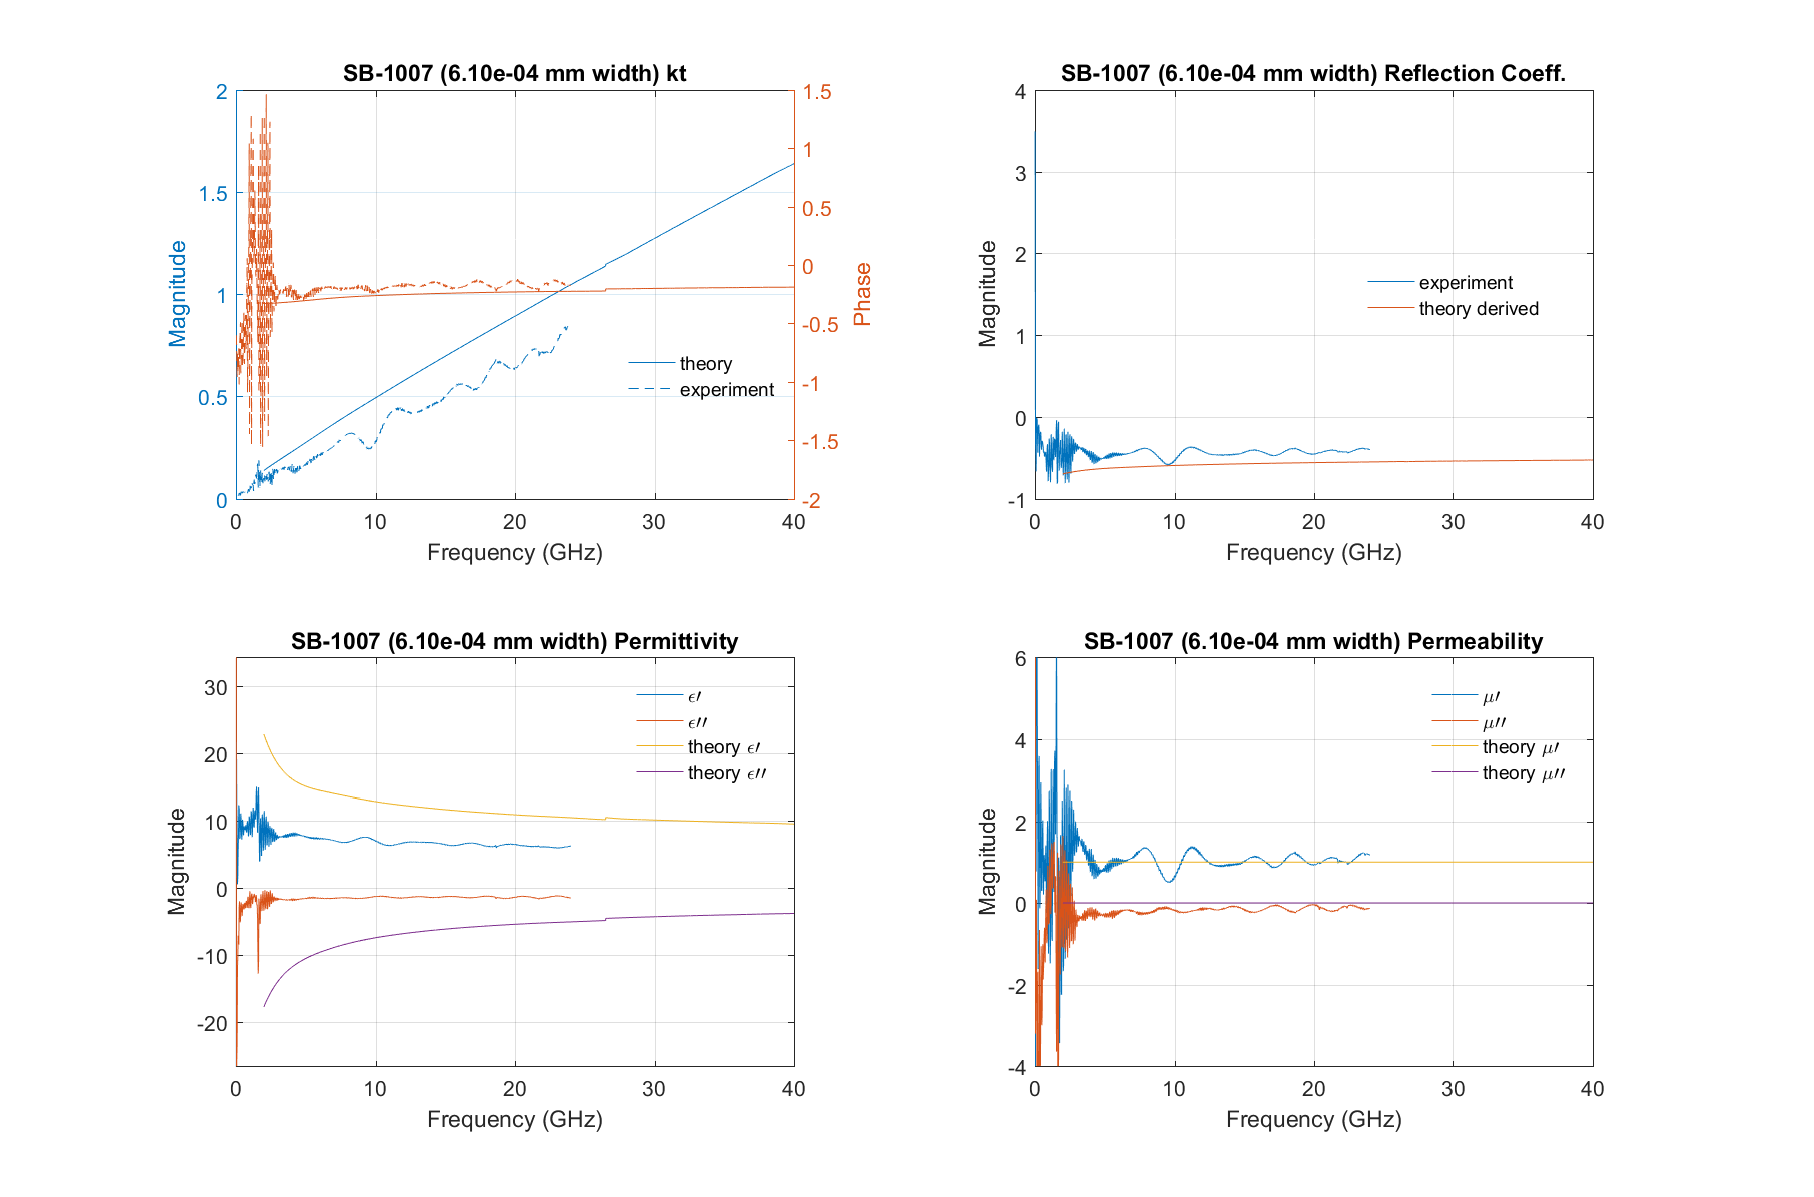 SB-1007 (6.10e-04 mm width) kt
2
1.5
1
0.5
0
Magnitude
1.5
1
0.5
0
-0.5
-1
-1.5
-2
Phase
theory
experiment
0 10 20 30 40
Frequency (GHz)
SB-1007 (6.10e-04 mm width) Reflection Coeff.
4
3
2
1
0
-1
Magnitude
experiment
theory derived
0 10 20 30 40
Frequency (GHz)
SB-1007 (6.10e-04 mm width) Permittivity
30
20
10
0
-10
-20
Magnitude
ϵ′
ϵ′′
theory ϵ′
theory ϵ′′
0 10 20 30 40
Frequency (GHz)
SB-1007 (6.10e-04 mm width) Permeability
6
4
2
0
-2
-4
Magnitude
μ′
μ′′
theory μ′
theory μ′′
0 10 20 30 40
Frequency (GHz)